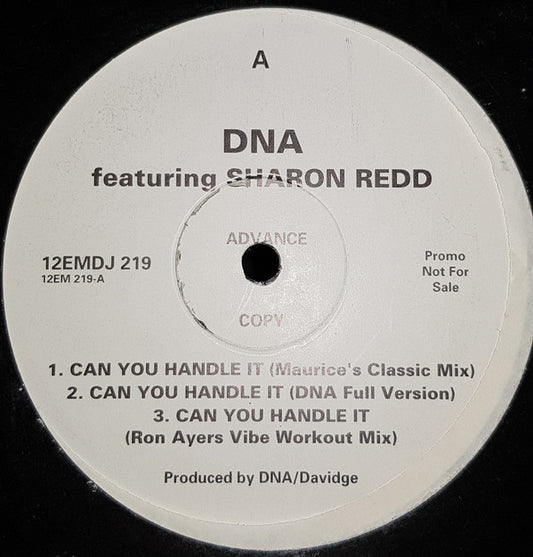 A
DNA
featuring SHARON REDD
ADVANCE
12EMDJ 219
12EM 219-A
Promo
Not For
Sale
COPY
1. CAN YOU HANDLE IT (Maurice's Classic Mix)
2. CAN YOU HANDLE IT (DNA Full Version)
3. CAN YOU HANDLE IT
(Ron Ayers Vibe Workout Mix)
Produced by DNA/Davidge